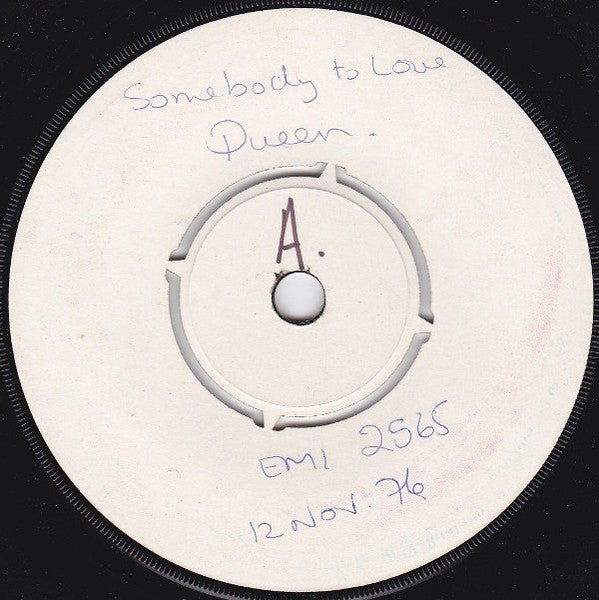 Somebody to Love
Queen.
A.
EMI 2565
12 NOV. 76